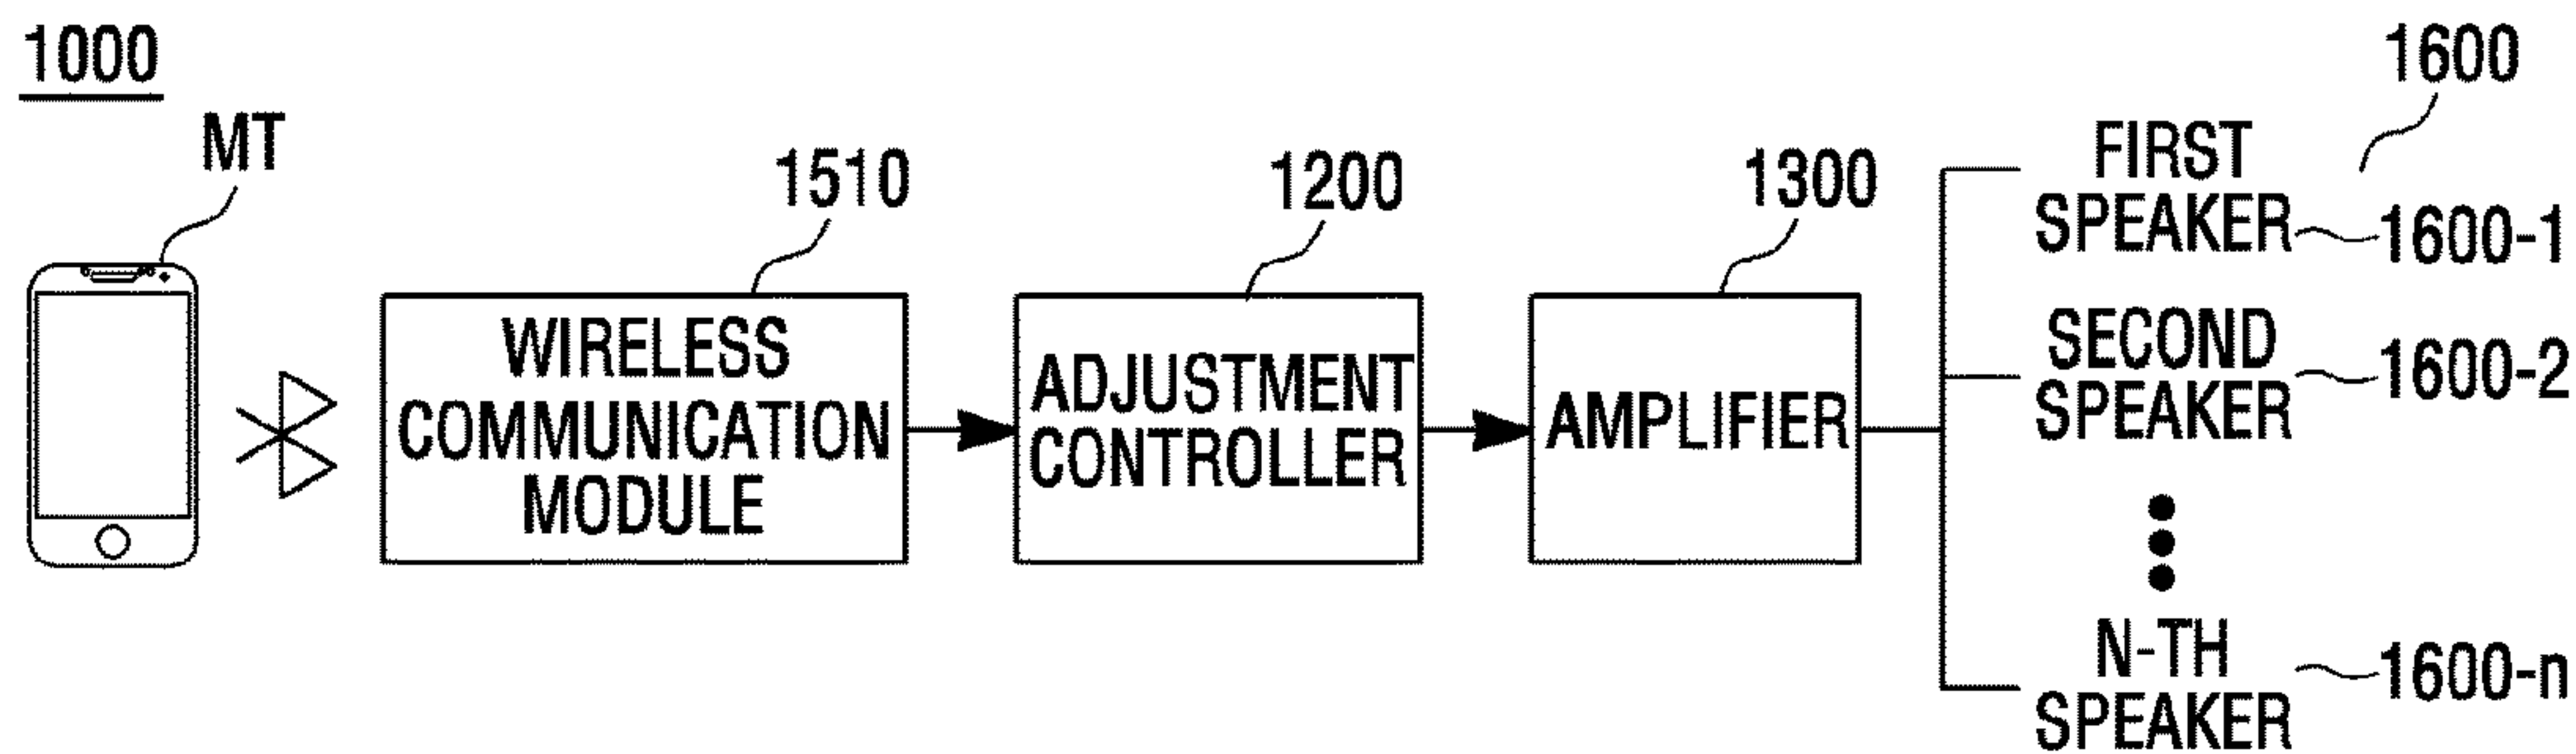 1000
MT
1510
1200
1300
1600
WIRELESS
COMMUNICATION
MODULE
ADJUSTMENT
CONTROLLER
AMPLIFIER
FIRST
SPEAKER
1600-1
SECOND
SPEAKER
1600-2
N-TH
SPEAKER
1600-n